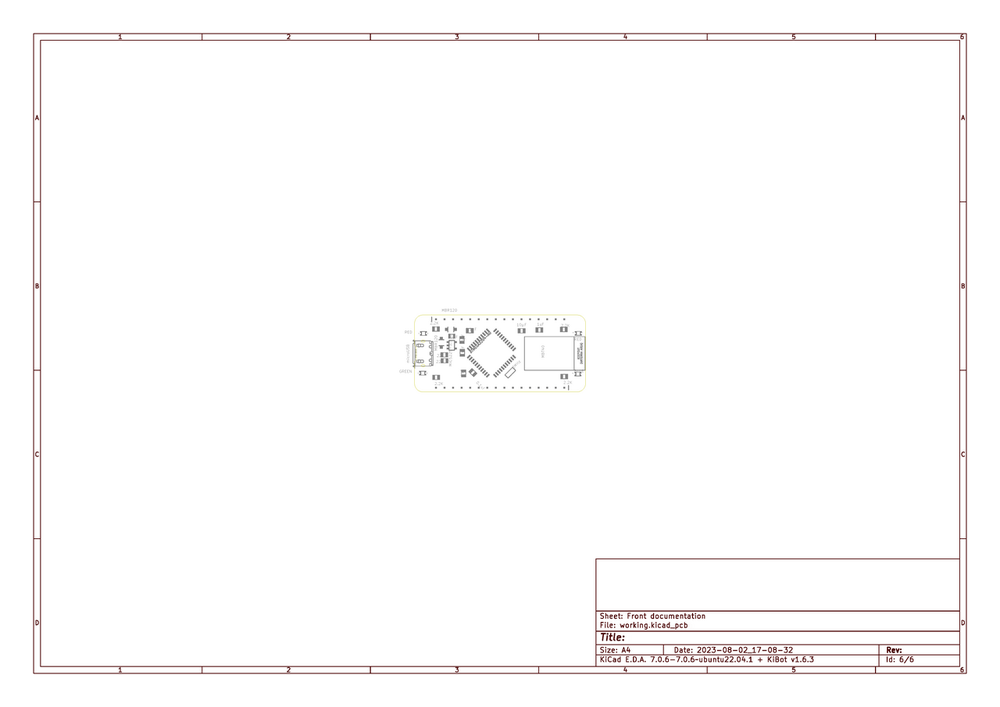 1 2 3 4 5 6
A A
B B
C C
D D
GREEN
Sheet: Front documentation
File: working.kicad_pcb
Title:
Size: A4 Date: 2023-08-02_17-08-32 Rev:
KiCad E.D.A. 7.0.6-7.0.6~ubuntu22.04.1 + KiBot v1.6.3 Id: 6/6
1 2 3 4 5 6